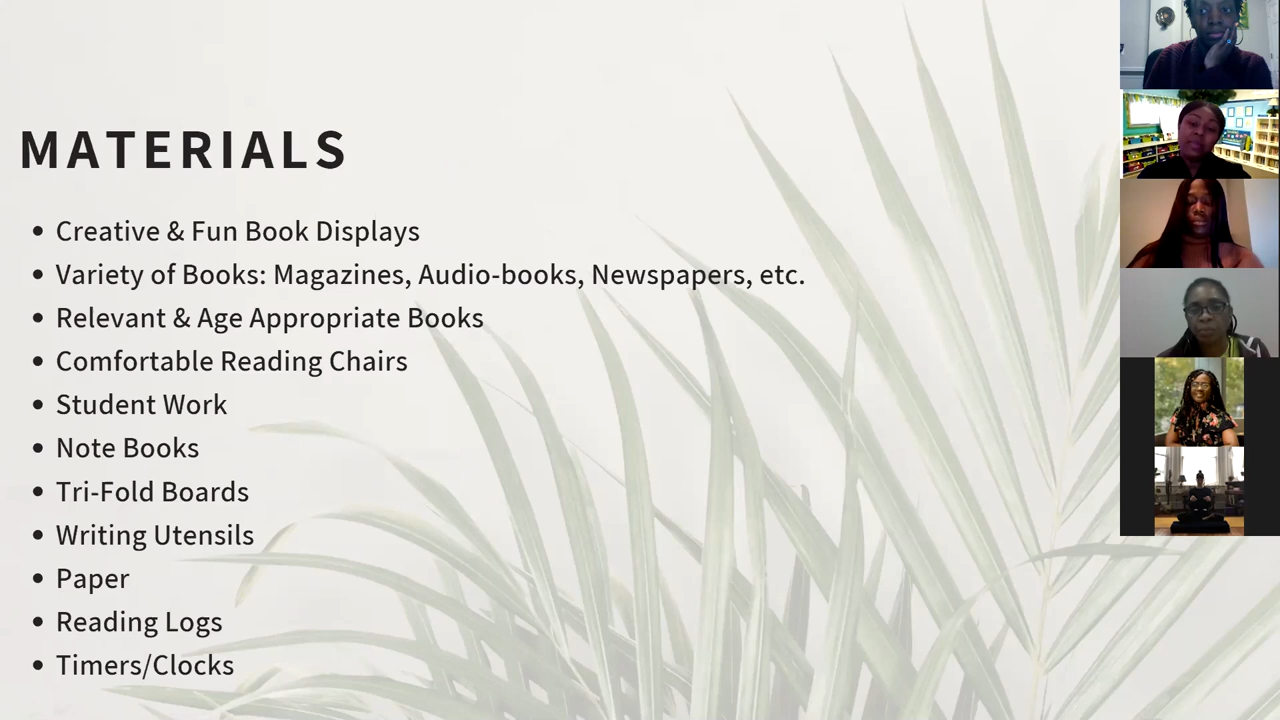 MATERIALS
• Creative & Fun Book Displays
• Variety of Books: Magazines, Audio-books, Newspapers, etc.
• Relevant & Age Appropriate Books
• Comfortable Reading Chairs
• Student Work
• Note Books
• Tri-Fold Boards
• Writing Utensils
• Paper
• Reading Logs
• Timers/Clocks